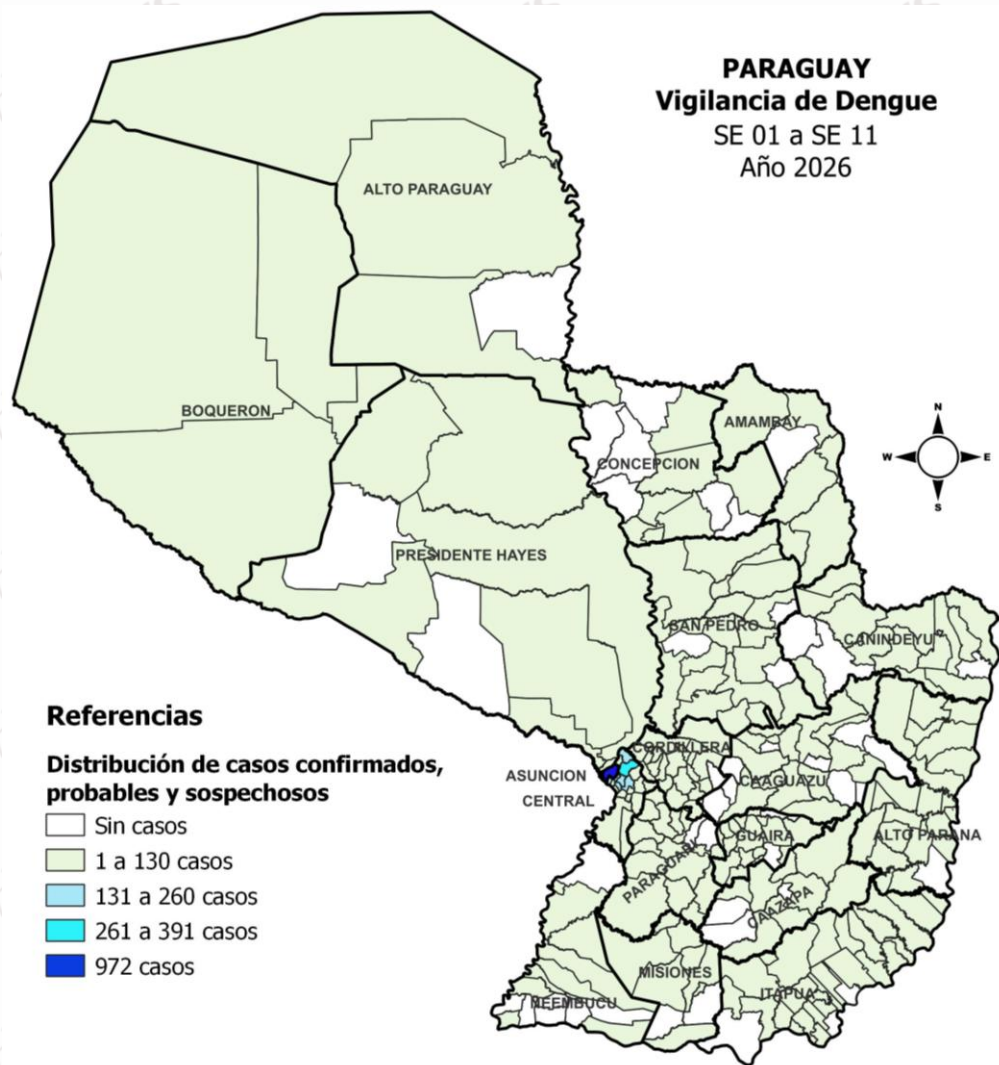 PARAGUAY
Vigilancia de Dengue
SE 01 a SE 11
Año 2026
ALTO PARAGUAY
BOQUERON
AMAMBAY
CONCEPCION
N
W E
S
PRESIDENTE HAYES
SAN PEDRO
CANINDEYU
Referencias
Distribución de casos confirmados,
probables y sospechosos
Sin casos
1 a 130 casos
131 a 260 casos
261 a 391 casos
972 casos
CORDILLERA
ASUNCION
CAAGUAZU
CENTRAL
GUAIRA
ALTO PARANA
PARAGUARI
CAAZAPA
MISIONES
ITAPUA
ÑEEMBUCU